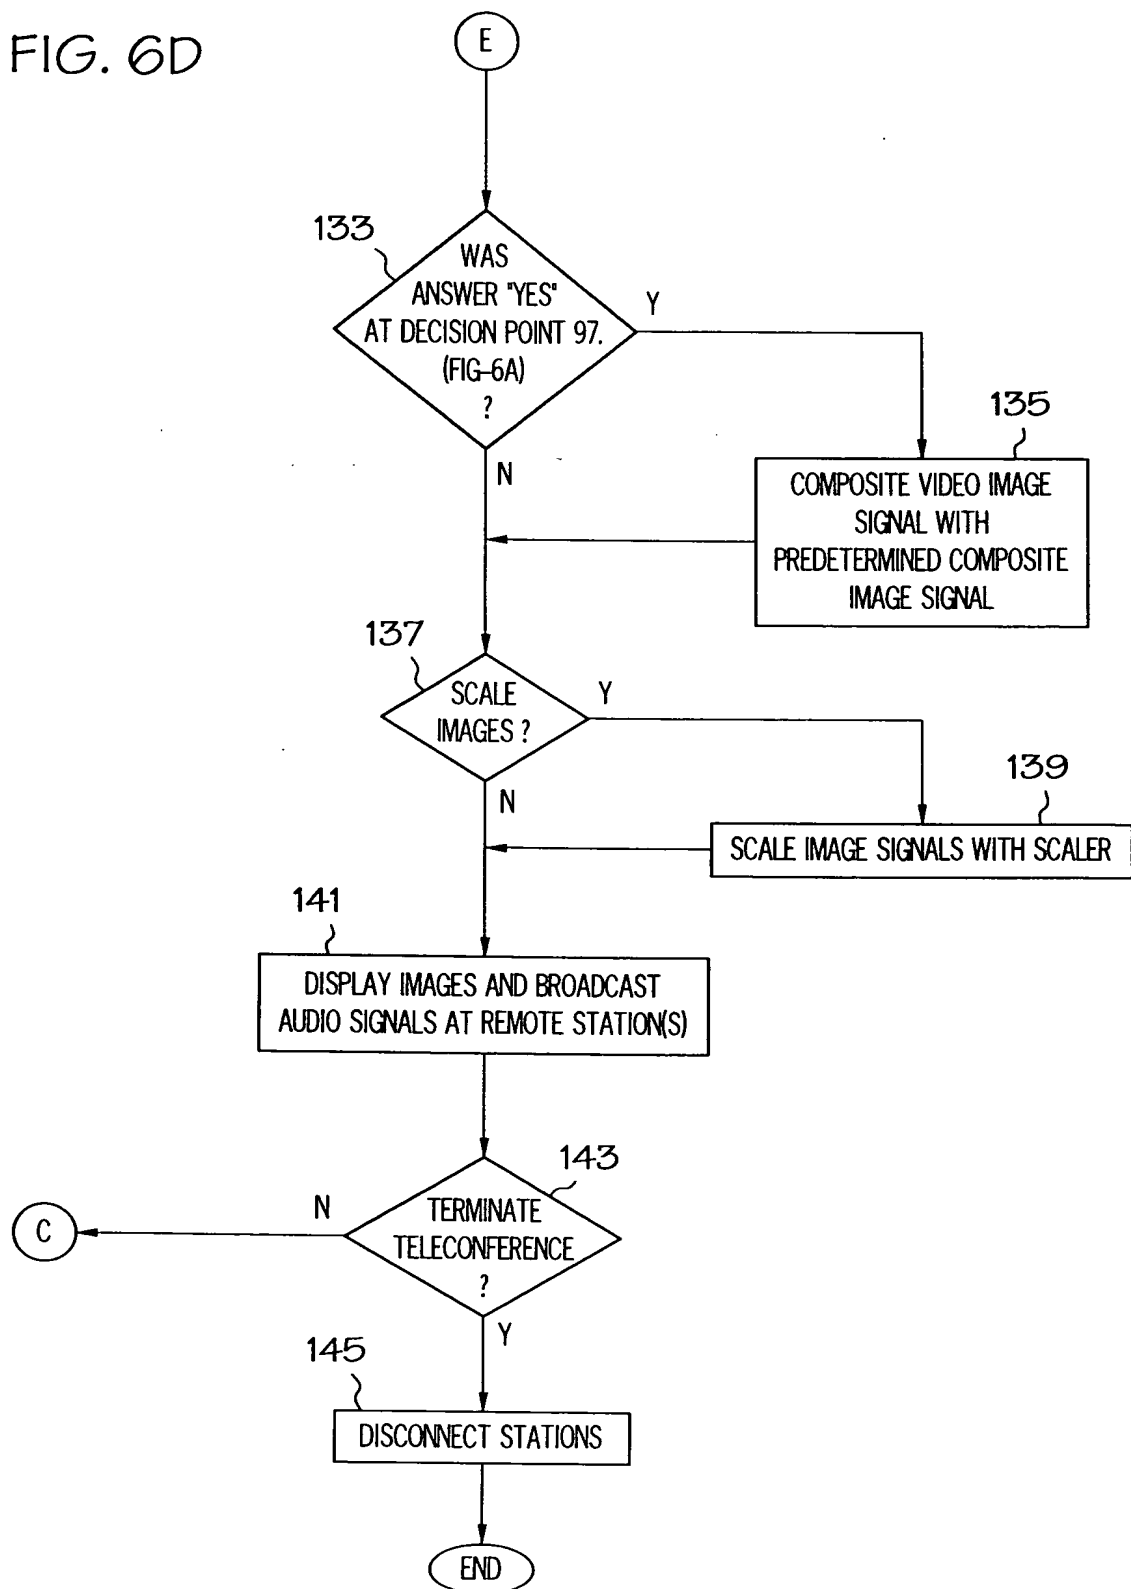 FIG. 6D
E
133
WAS
ANSWER "YES"
AT DECISION POINT 97.
(FIG-6A)
?
Y
N
135
COMPOSITE VIDEO IMAGE
SIGNAL WITH
PREDETERMINED COMPOSITE
IMAGE SIGNAL
137
SCALE
IMAGES ?
Y
N
139
SCALE IMAGE SIGNALS WITH SCALER
141
DISPLAY IMAGES AND BROADCAST
AUDIO SIGNALS AT REMOTE STATION(S)
143
TERMINATE
TELECONFERENCE
?
N
C
Y
145
DISCONNECT STATIONS
END